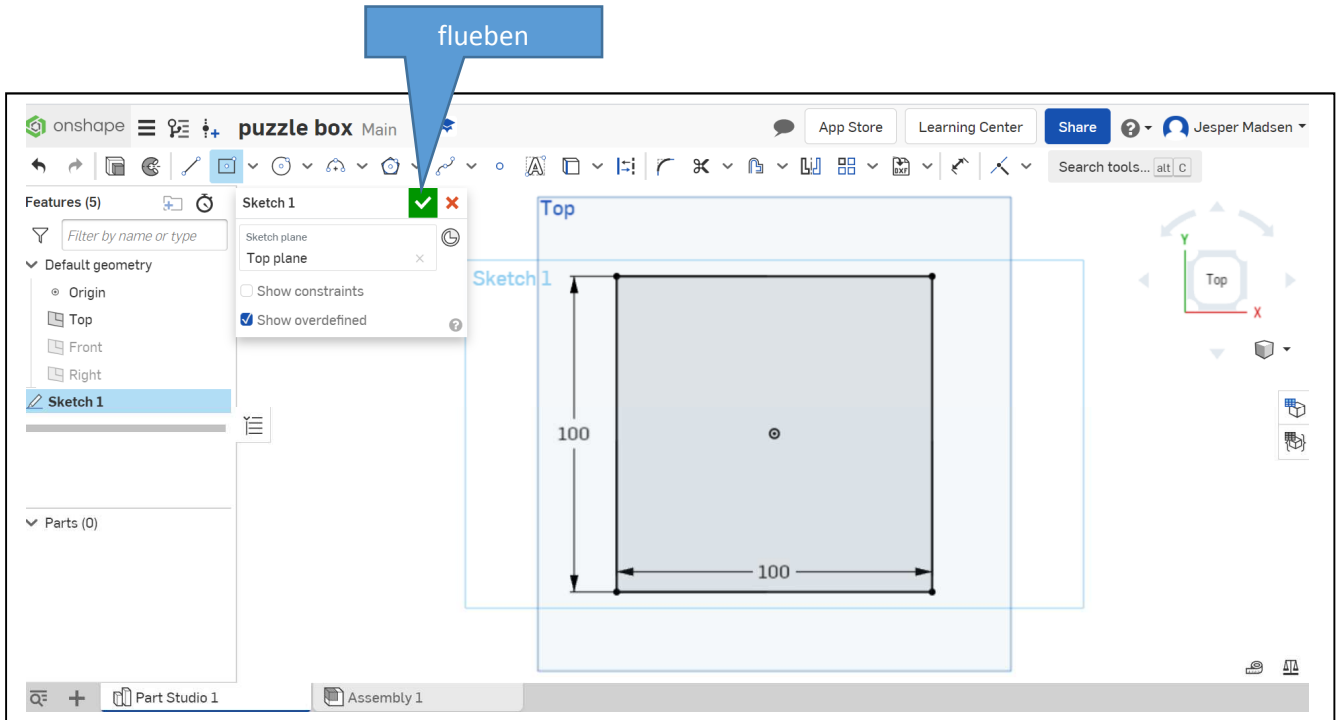 flueben
onshape puzzle box Main App Store Learning Center Share Jesper Madsen
Search tools... alt C
Features (5)
Filter by name or type
Default geometry
Origin
Top
Front
Right
Sketch 1
Parts (0)
Sketch 1
Sketch plane
Top plane
Show constraints
Show overdefined
Top
Sketch 1
100
100
Y
Top
X
Part Studio 1 Assembly 1